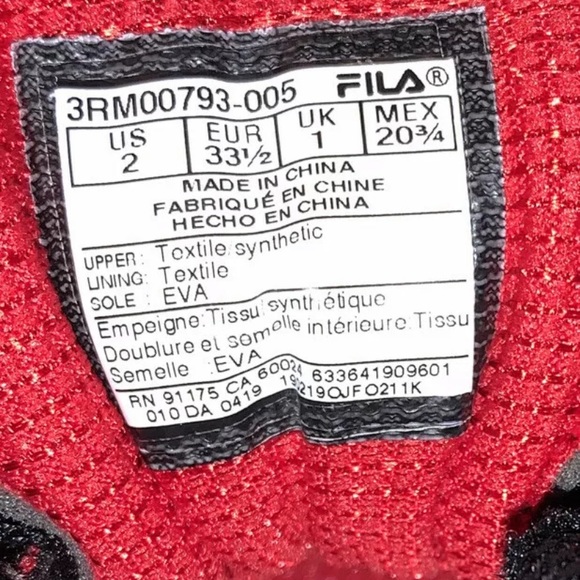 3RM00793-005 FILA®
US EUR UK MEX
2 33½ 1 20¾
MADE IN CHINA
FABRIQUÉ EN CHINE
HECHO EN CHINA
UPPER: Textile/synthetic
LINING: Textile
SOLE: EVA
Empeigne:Tissu/synthétique
Doublure et semelle intérieure:Tissu
Semelle :EVA
RN 91175 CA 60024 633641909601
010 DA 0419